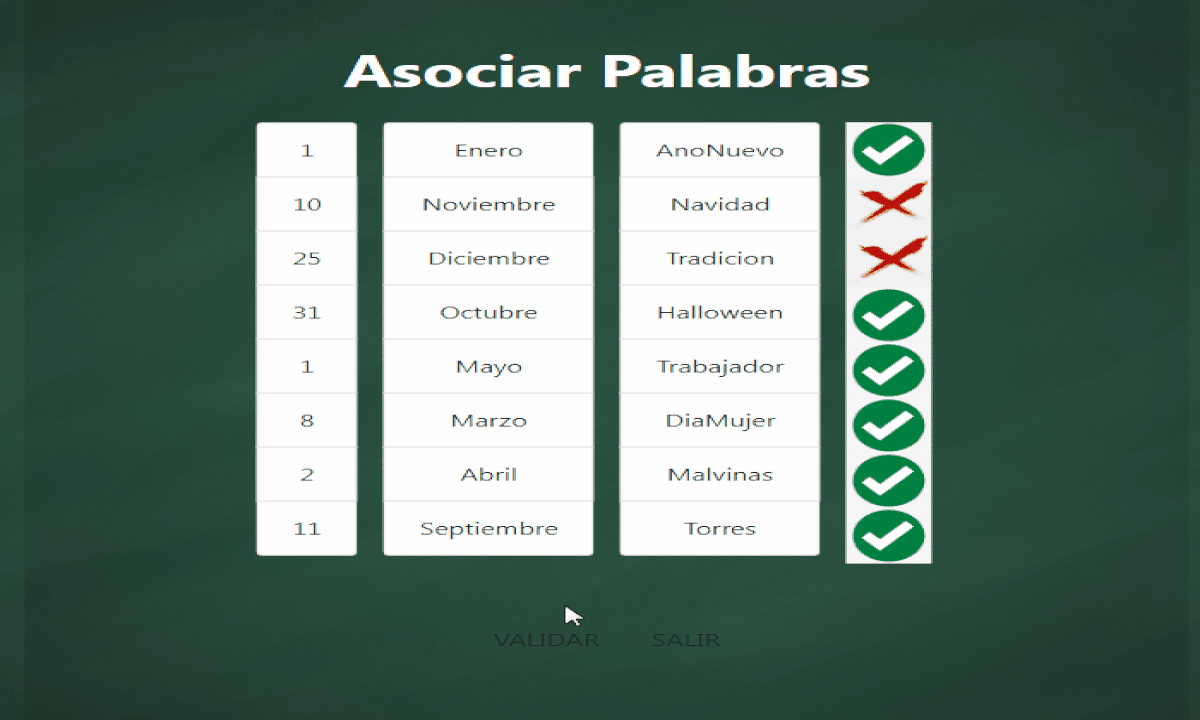 Asociar Palabras
1 Enero AnoNuevo
10 Noviembre Navidad
25 Diciembre Tradicion
31 Octubre Halloween
1 Mayo Trabajador
8 Marzo DiaMujer
2 Abril Malvinas
11 Septiembre Torres
VALIDAR SALIR